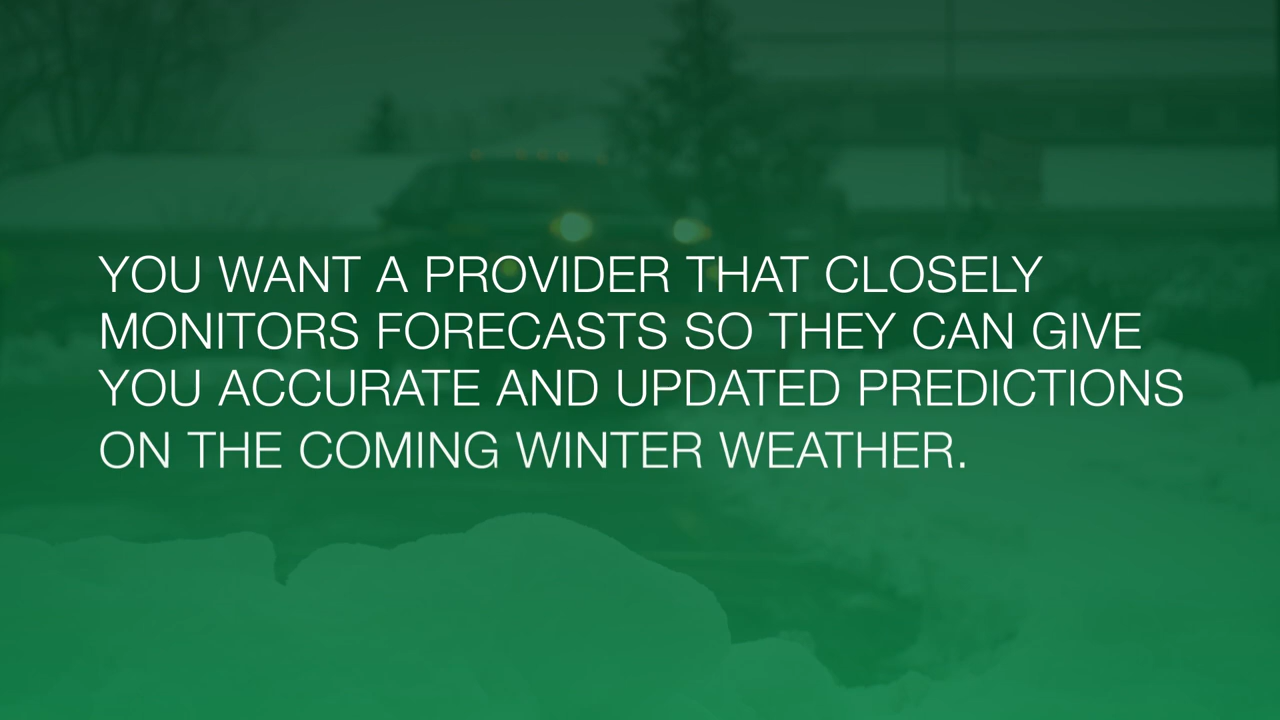 YOU WANT A PROVIDER THAT CLOSELY
MONITORS FORECASTS SO THEY CAN GIVE
YOU ACCURATE AND UPDATED PREDICTIONS
ON THE COMING WINTER WEATHER.